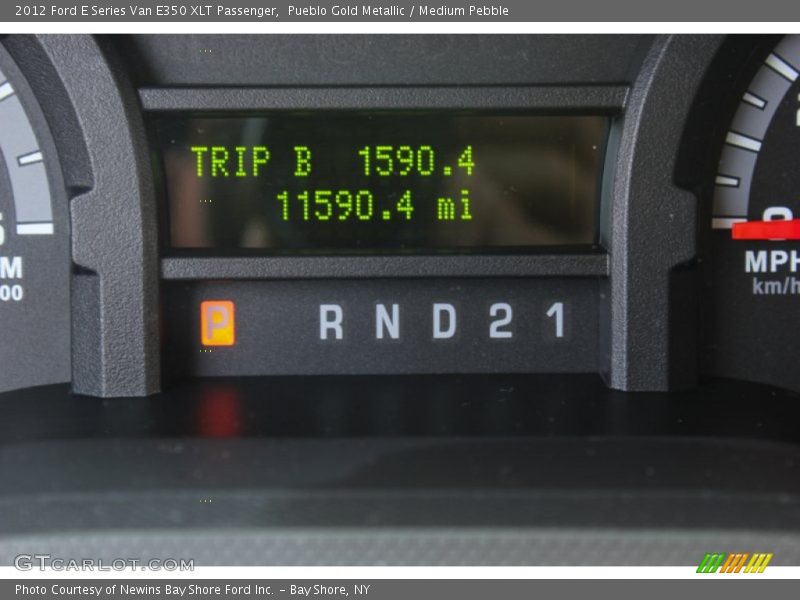 2012 Ford E Series Van E350 XLT Passenger, Pueblo Gold Metallic / Medium Pebble
TRIP B 1590.4
11590.4 mi
MPH
km/h
00
P R N D 2 1
GTCARLOT.COM
Photo Courtesy of Newins Bay Shore Ford Inc. - Bay Shore, NY